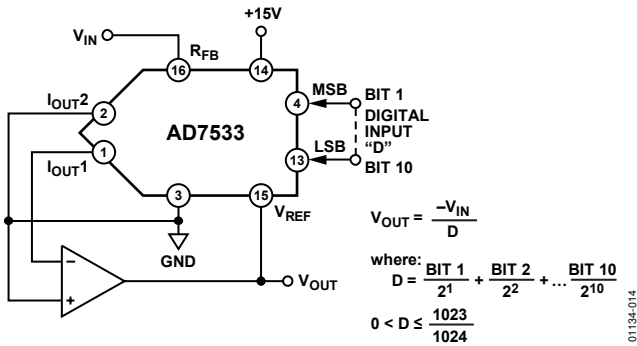 +15V
V_IN
R_FB
16
14
MSB
4
BIT 1
I_OUT2
2
DIGITAL
INPUT
"D"
AD7533
1
LSB
13
BIT 10
I_OUT1
3
15
V_REF
GND
V_OUT = –V_IN / D
–
+
V_OUT
where:
D = BIT 1 / 2^1 + BIT 2 / 2^2 + ... BIT 10 / 2^10
0 < D ≤ 1023 / 1024
01134-014